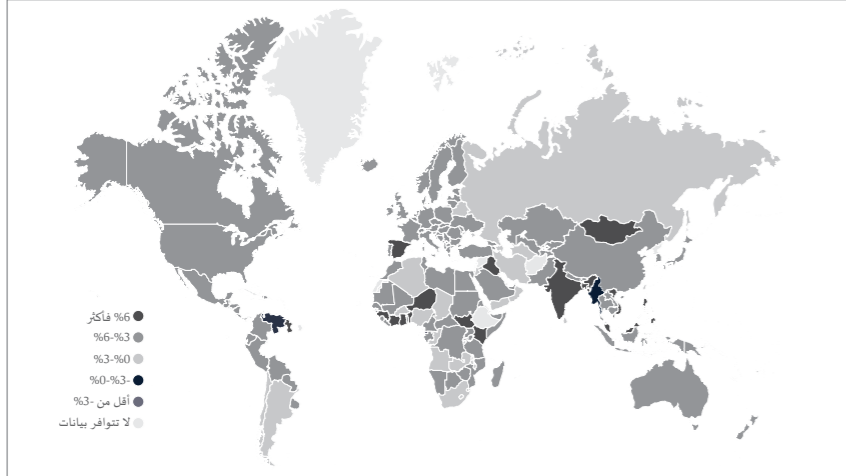 %6 فأكثر
%6-%3
%3-%0
%0-%3-
أقل من -3%
لا تتوافر بيانات